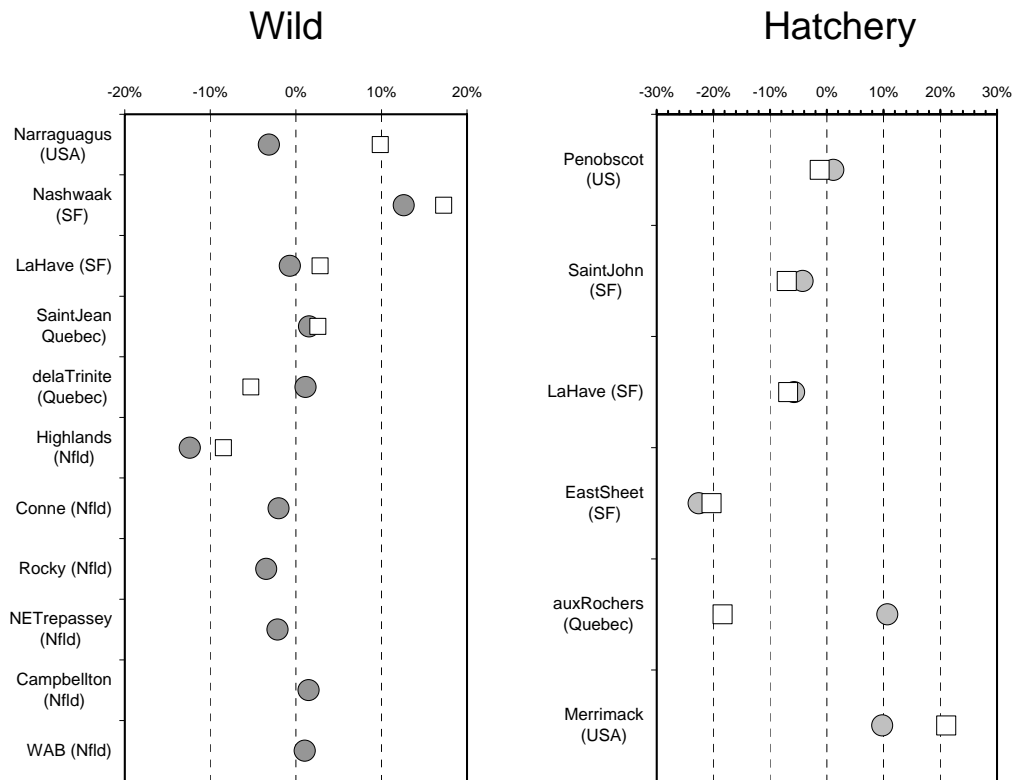 Wild
-20%
-10%
0%
10%
20%
Narraguagus
(USA)
Nashwaak
(SF)
LaHave (SF)
SaintJean
Quebec)
delaTrinite
(Quebec)
Highlands
(Nfld)
Conne (Nfld)
Rocky (Nfld)
NETrepassey
(Nfld)
Campbellton
(Nfld)
WAB (Nfld)
Hatchery
-30%
-20%
-10%
0%
10%
20%
30%
Penobscot
(US)
SaintJohn
(SF)
LaHave (SF)
EastSheet
(SF)
auxRochers
(Quebec)
Merrimack
(USA)